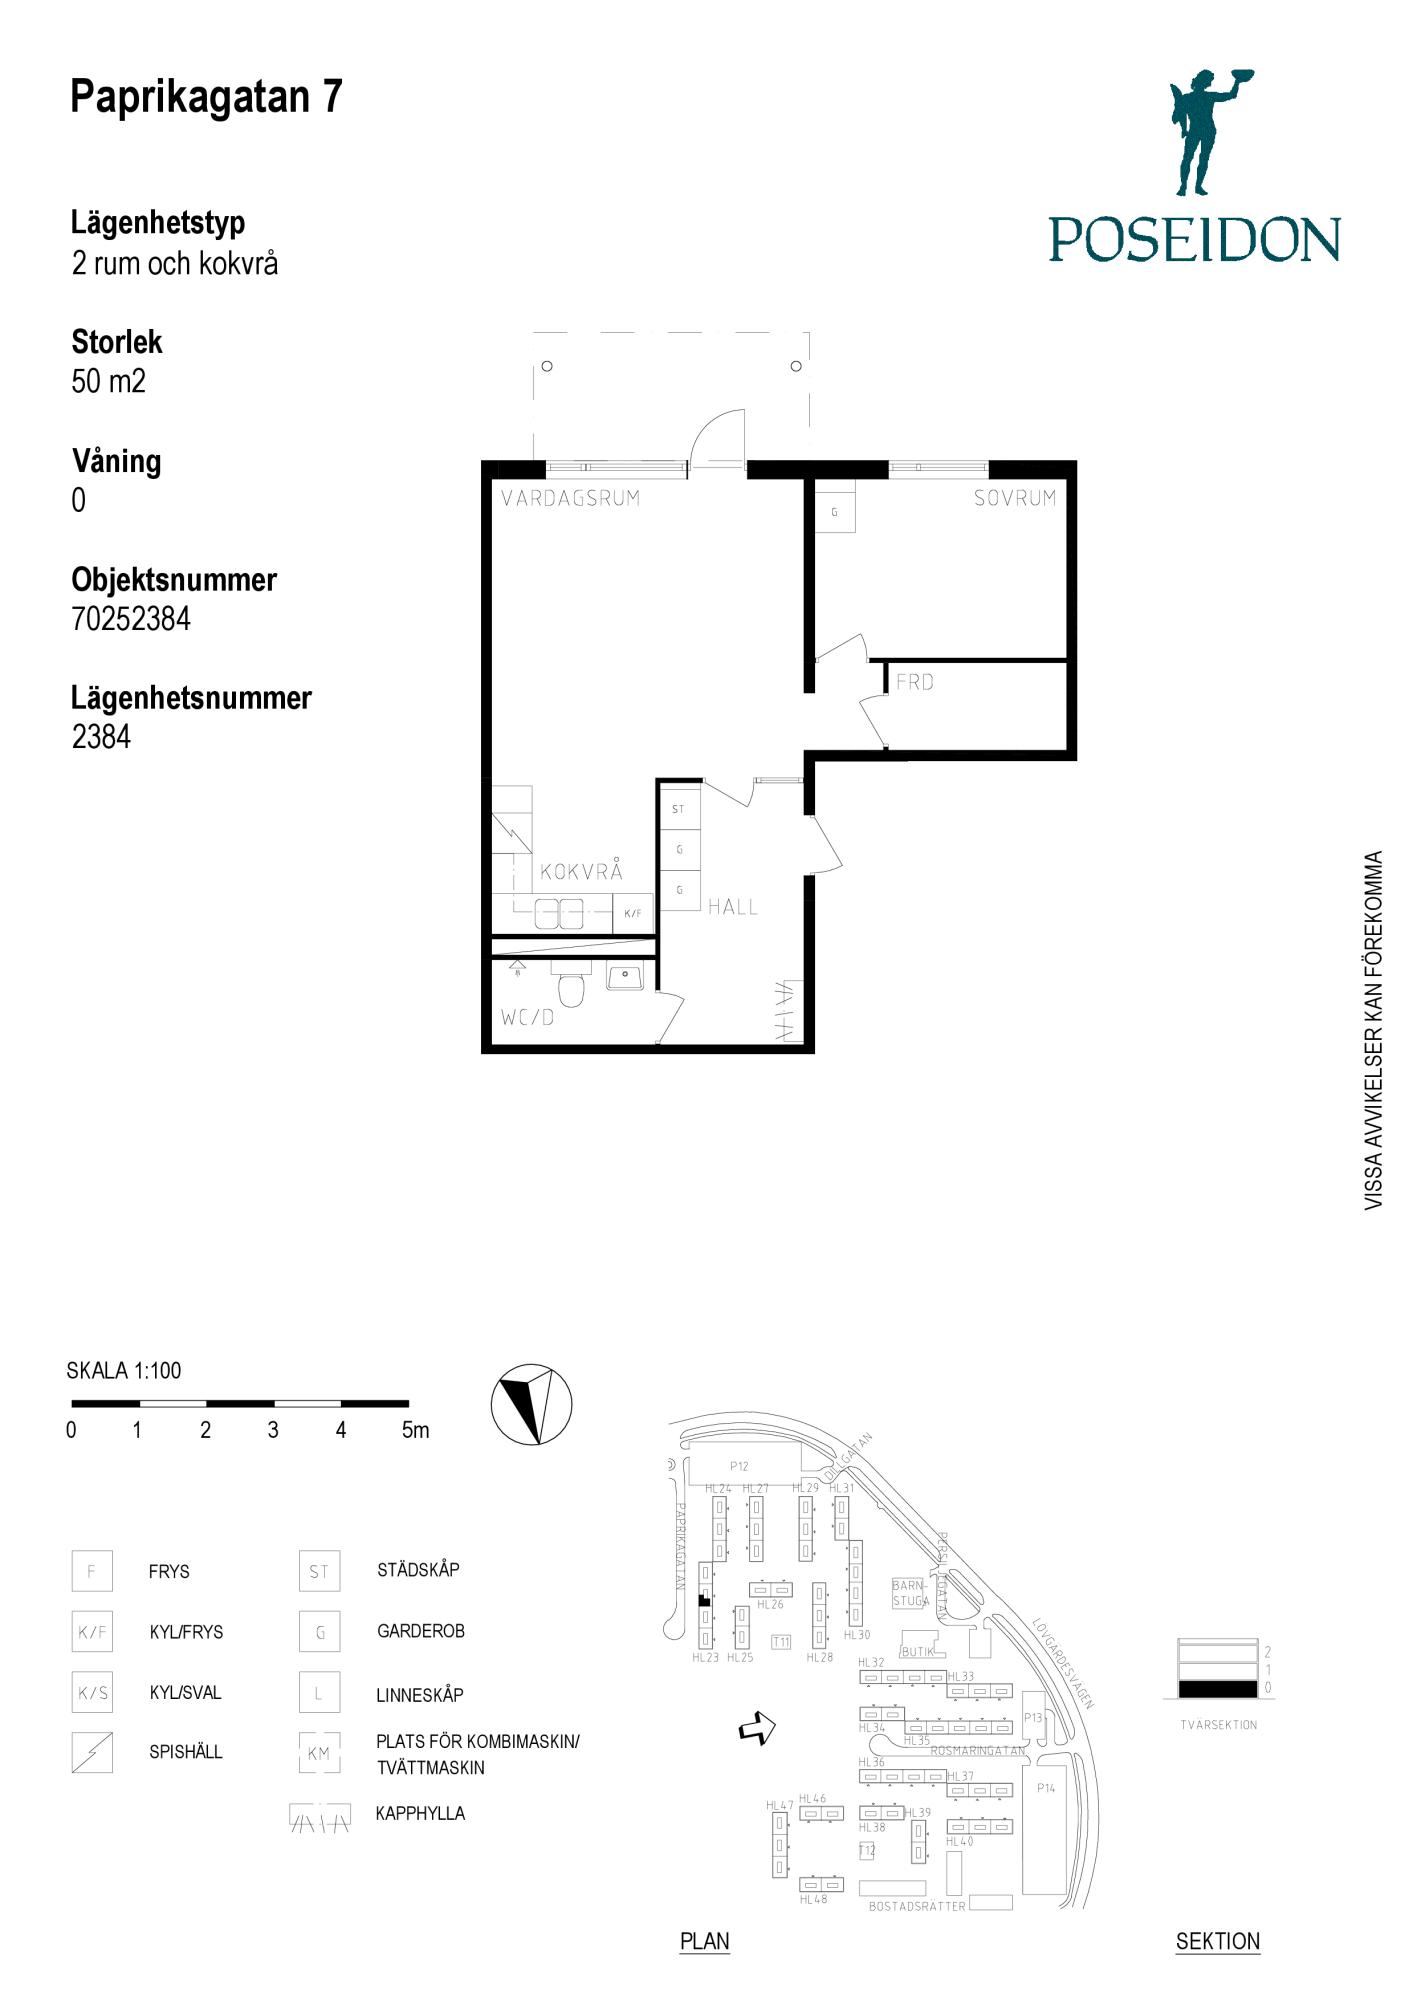 Paprikagatan 7
POSEIDON
Lägenhetstyp
2 rum och kokvrå
Storlek
50 m2
Våning
0
Objektsnummer
70252384
Lägenhetsnummer
2384
VARDAGSRUM
SOVRUM
G
FRD
ST
G
G
KOKVRÅ
HALL
K/F
WC/D
VISSA AVVIKELSER KAN FÖREKOMMA
SKALA 1:100
0 1 2 3 4 5m
F FRYS
K/F KYL/FRYS
K/S KYL/SVAL
SPISHÄLL
ST STÄDSKÅP
G GARDEROB
L LINNESKÅP
KM PLATS FÖR KOMBIMASKIN/
TVÄTTMASKIN
KAPPHYLLA
P12
DILLGATAN
HL24 HL27 HL29 HL31
PAPRIKAGATAN
PERSILJEGATAN
BARN-
STUGA
HL26
HL30
T11
BUTIK
HL23 HL25 HL28
LÖVGÄRDESVÄGEN
HL32 HL33
HL34
P13
HL35
ROSMARINGATAN
HL36 HL37
P14
HL47 HL46
HL38 HL39
HL40
T12
HL48
BOSTADSRÄTTER
2
1
0
TVÄRSEKTION
PLAN
SEKTION